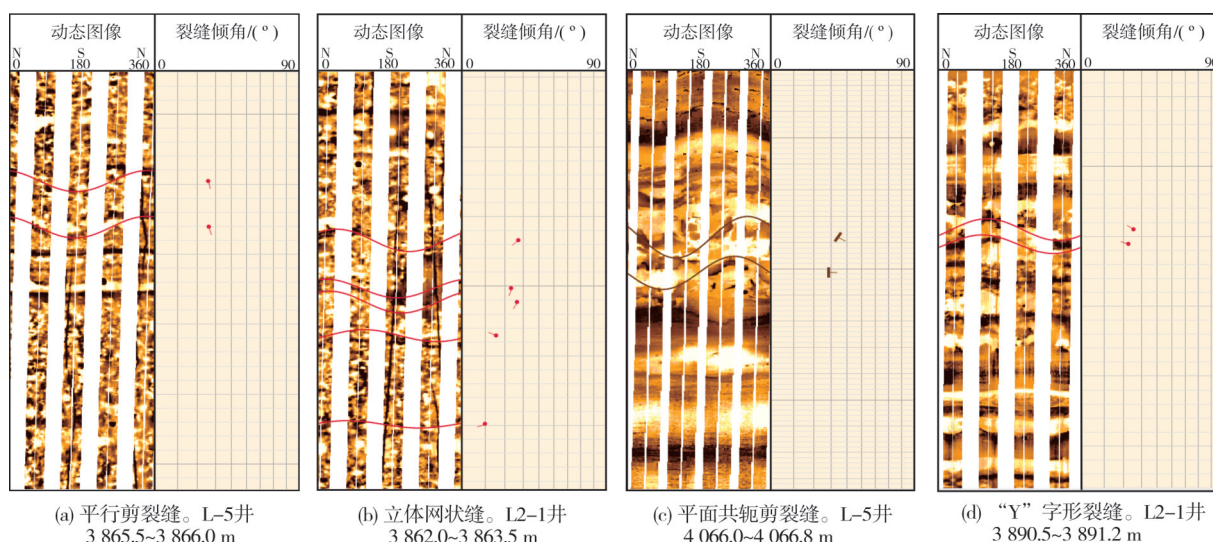 动态图像 裂缝倾角/(°)
N S N
0 180 360 0 90
动态图像 裂缝倾角/(°)
N S N
0 180 360 0 90
动态图像 裂缝倾角/(°)
N S N
0 180 360 0 90
动态图像 裂缝倾角/(°)
N S N
0 180 360 0 90
(a) 平行剪裂缝。L-5井
3 865.5~3 866.0 m
(b) 立体网状缝。L2-1井
3 862.0~3 863.5 m
(c) 平面共轭剪裂缝。L-5井
4 066.0~4 066.8 m
(d) “Y”字形裂缝。L2-1井
3 890.5~3 891.2 m